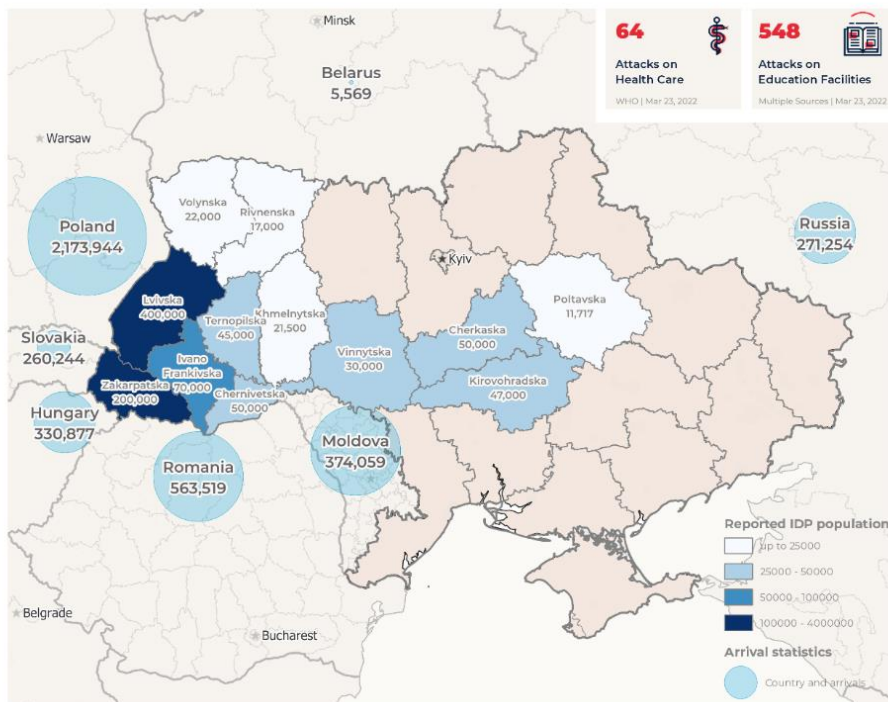 Minsk
64
Attacks on
Health Care
WHO | Mar 23, 2022
548
Attacks on
Education Facilities
Multiple Sources | Mar 23, 2022
Belarus
5,569
Warsaw
Volynska
22,000
Rivnenska
17,000
Poland
2,173,944
Russia
271,254
Kyiv
Lvivska
400,000
Ternopilska
45,000
Khmelnytska
21,500
Poltavska
11,717
Cherkaska
50,000
Slovakia
260,244
Ivano
Frankivska
70,000
Vinnytska
30,000
Zakarpatska
200,000
Chernivetska
50,000
Kirovohradska
47,000
Hungary
330,877
Moldova
374,059
Romania
563,519
Reported IDP population
up to 25000
25000 - 50000
50000 - 100000
100000 - 4000000
Belgrade
Bucharest
Arrival statistics
Country and arrivals